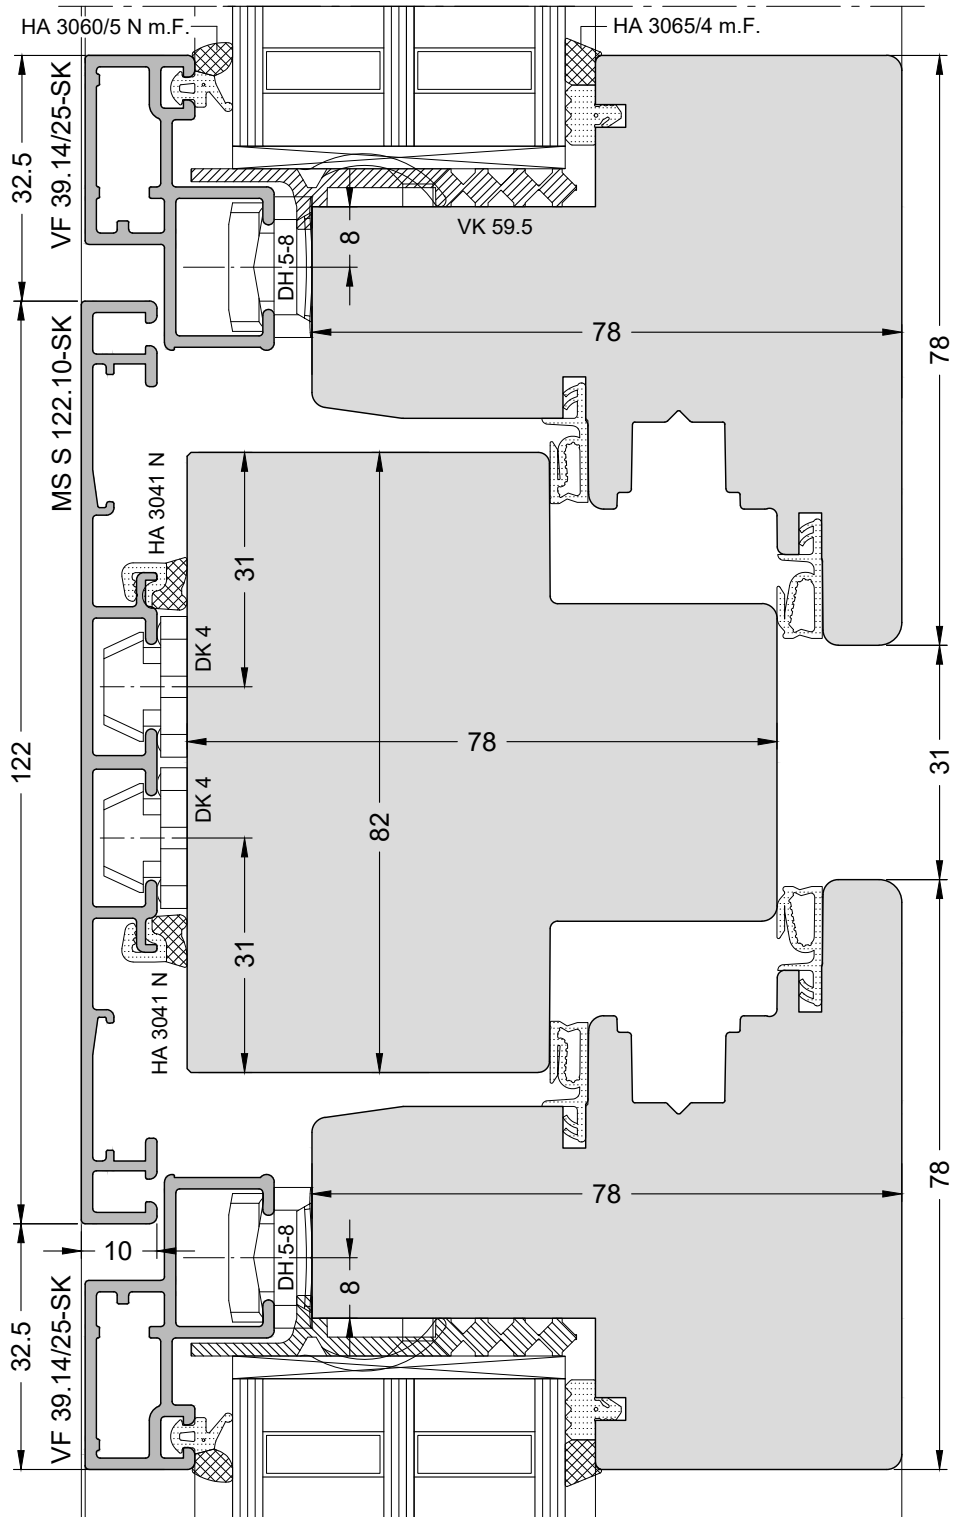 HA 3060/5 N m.F.
HA 3065/4 m.F.
32.5
VF 39.14/25-SK
VK 59.5
8
DH 5-8
78
78
MS S 122.10-SK
HA 3041 N
31
DK 4
122
78
31
DK 4
82
31
HA 3041 N
78
78
10
DH 5-8
8
32.5
VF 39.14/25-SK